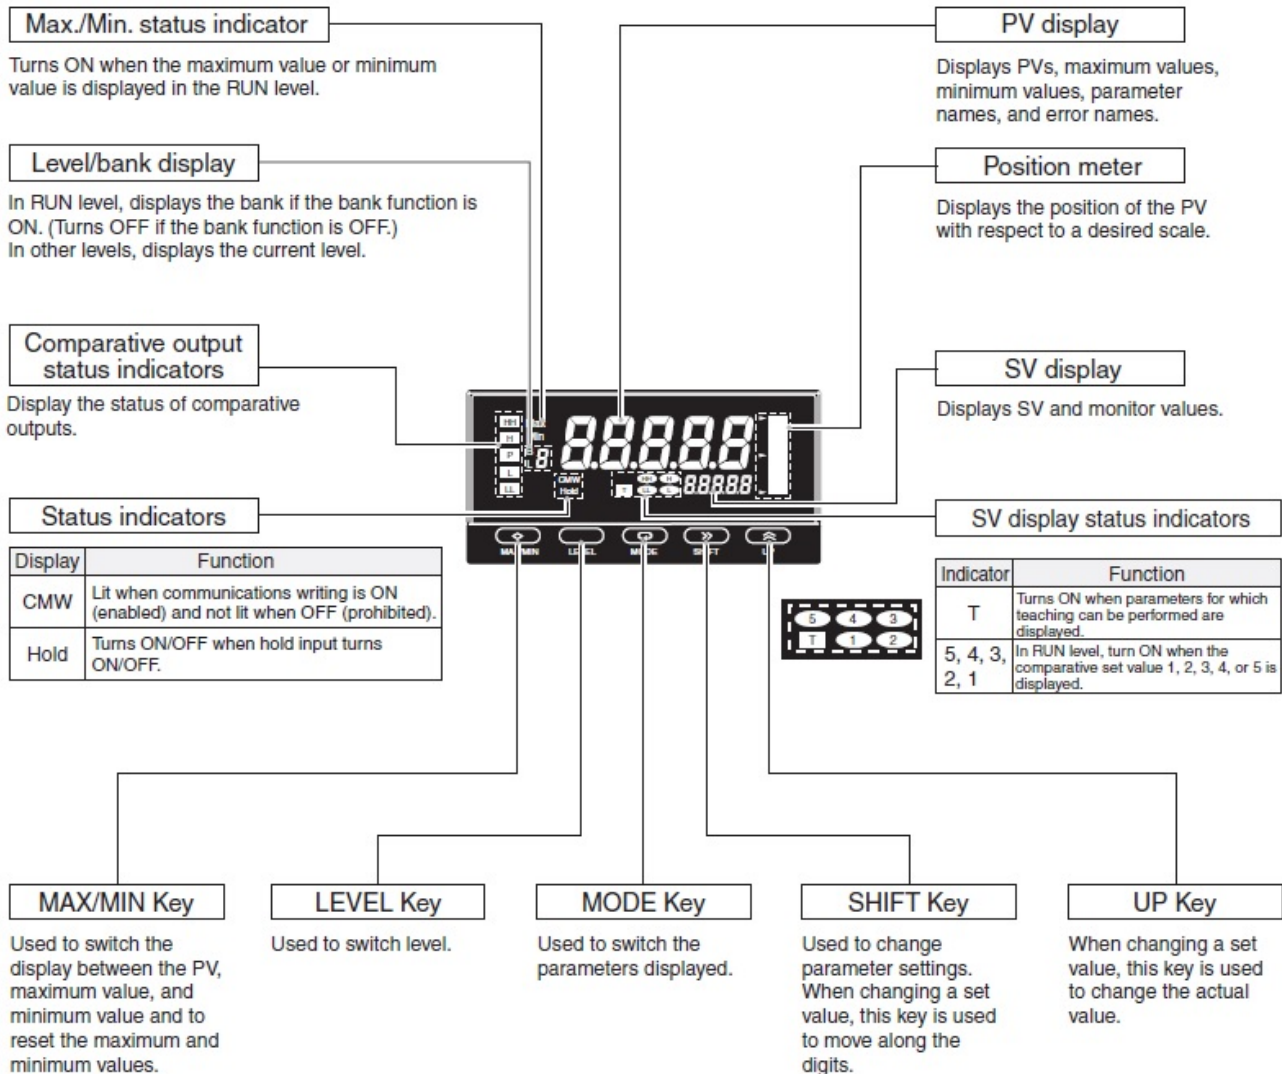 Max./Min. status indicator
Turns ON when the maximum value or minimum
value is displayed in the RUN level.
Level/bank display
In RUN level, displays the bank if the bank function is
ON. (Turns OFF if the bank function is OFF.)
In other levels, displays the current level.
Comparative output
status indicators
Display the status of comparative
outputs.
Status indicators
Display Function
CMW Lit when communications writing is ON
(enabled) and not lit when OFF (prohibited).
Hold Turns ON/OFF when hold input turns
ON/OFF.
PV display
Displays PVs, maximum values,
minimum values, parameter
names, and error names.
Position meter
Displays the position of the PV
with respect to a desired scale.
SV display
Displays SV and monitor values.
SV display status indicators
Indicator Function
T Turns ON when parameters for which
teaching can be performed are
displayed.
5, 4, 3,
2, 1
In RUN level, turn ON when the
comparative set value 1, 2, 3, 4, or 5 is
displayed.
HH
H
P
L
LL
8
88888
CMW
Hold
T
HH H
LL L
88888
MAX/MIN LEVEL MODE SHIFT UP
5 4 3
T 1 2
MAX/MIN Key
Used to switch the
display between the PV,
maximum value, and
minimum value and to
reset the maximum and
minimum values.
LEVEL Key
Used to switch level.
MODE Key
Used to switch the
parameters displayed.
SHIFT Key
Used to change
parameter settings.
When changing a set
value, this key is used
to move along the
digits.
UP Key
When changing a set
value, this key is used
to change the actual
value.